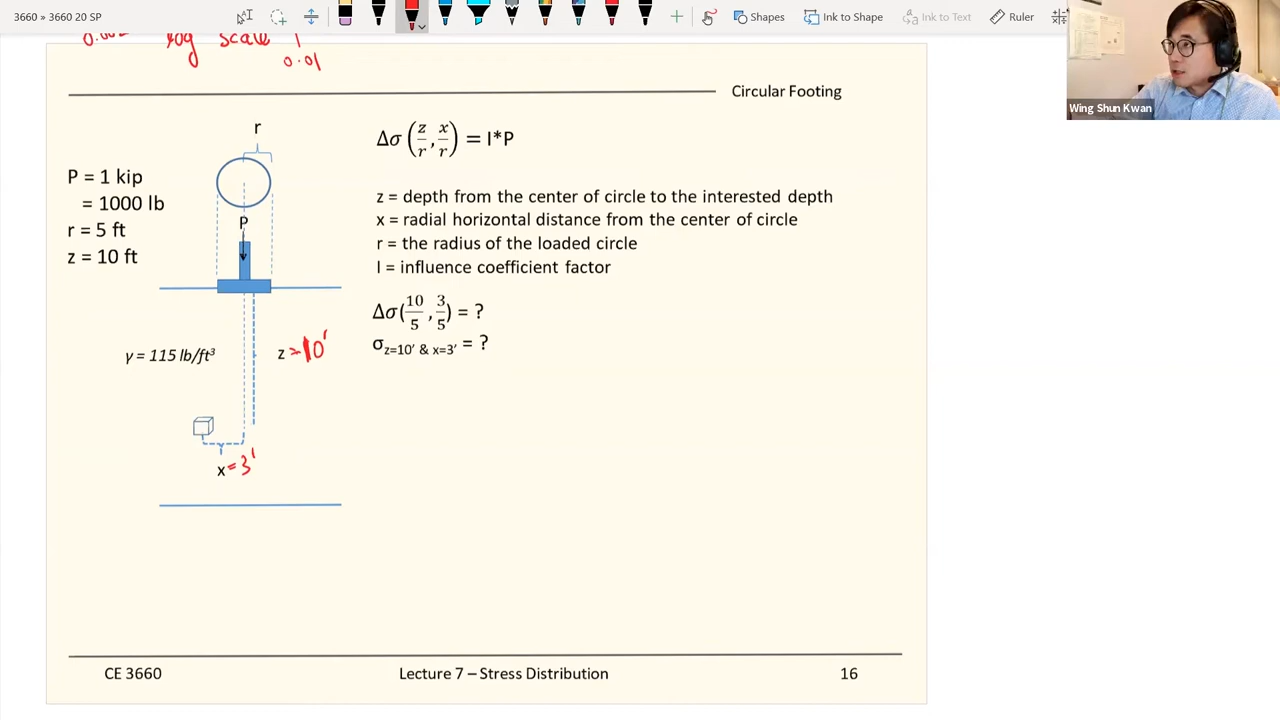 3660 » 3660 20 SP
Shapes
Ink to Shape
Ink to Text
Ruler
0.002 log scale 1
0.01
Circular Footing
r
P = 1 kip
= 1000 lb
r = 5 ft
z = 10 ft
P
γ = 115 lb/ft³
z = 10'
x = 3'
Δσ (z/r, x/r) = I*P
z = depth from the center of circle to the interested depth
x = radial horizontal distance from the center of circle
r = the radius of the loaded circle
I = influence coefficient factor
Δσ(10/5, 3/5) = ?
σz=10' & x=3' = ?
CE 3660
Lecture 7 – Stress Distribution
16
Wing Shun Kwan